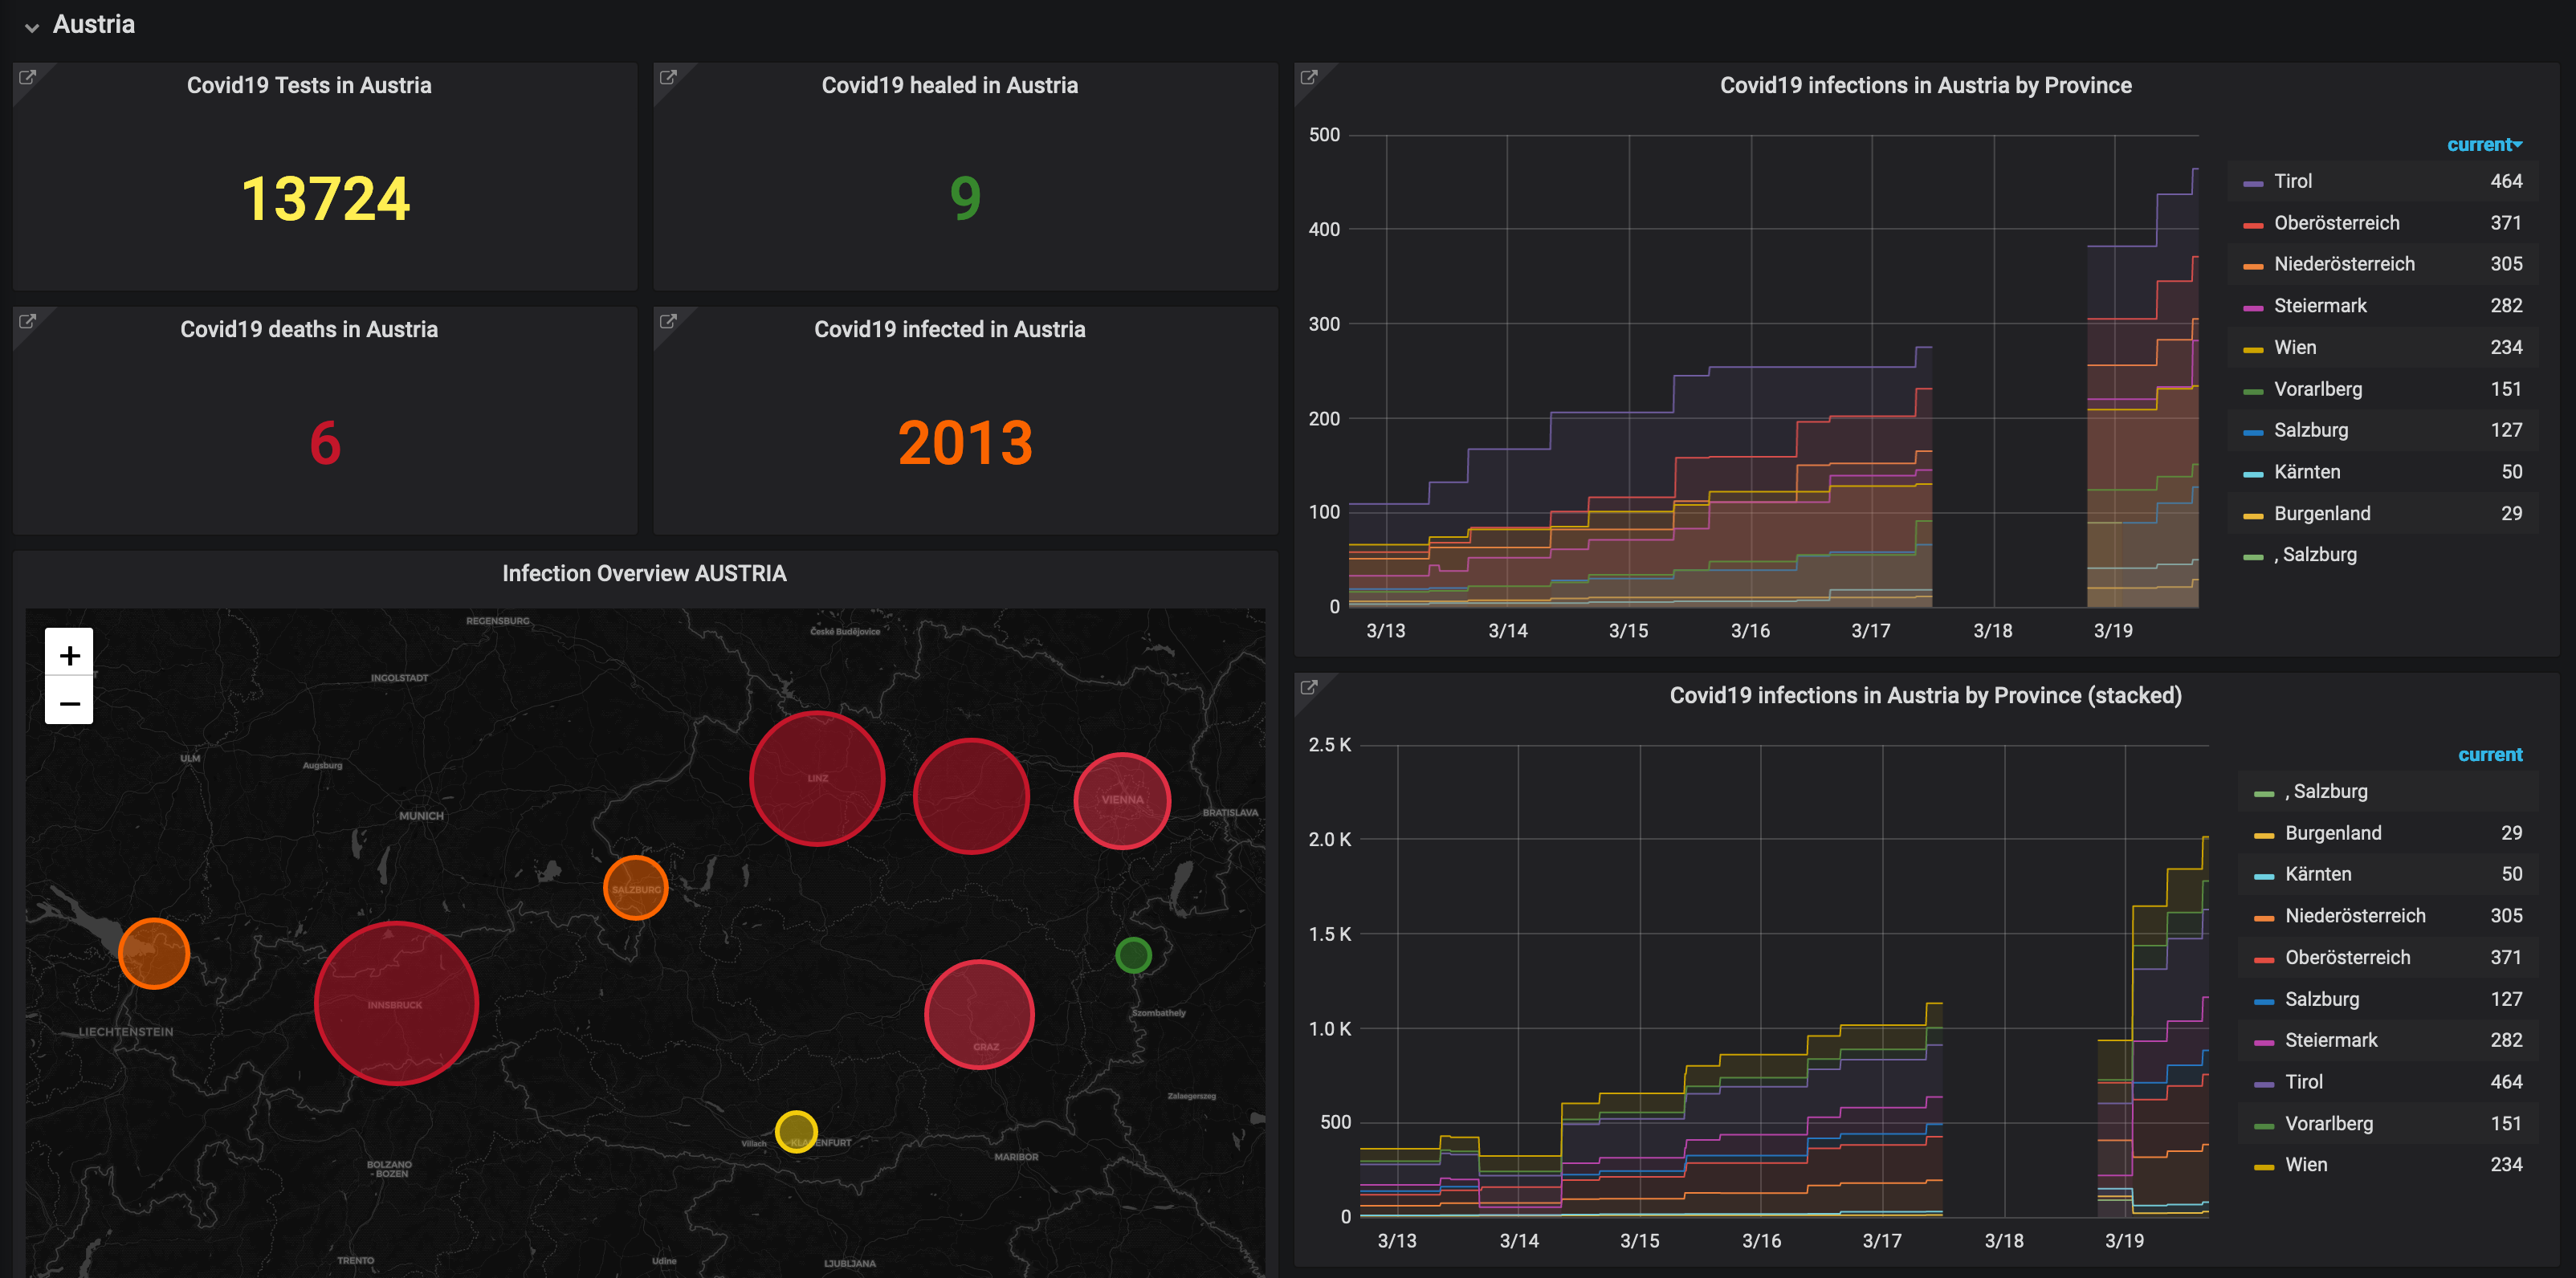 Austria
Covid19 Tests in Austria
13724
Covid19 healed in Austria
9
Covid19 deaths in Austria
6
Covid19 infected in Austria
2013
Infection Overview AUSTRIA
+
−
REGENSBURG
České Budějovice
INGOLSTADT
ULM
Augsburg
LINZ
MUNICH
VIENNA
BRATISLAVA
SALZBURG
INNSBRUCK
LIECHTENSTEIN
Szombathely
GRAZ
Zalaegerszeg
Villach
KLAGENFURT
MARIBOR
BOLZANO
- BOZEN
TRENTO
Udine
LJUBLJANA
Covid19 infections in Austria by Province
500
400
300
200
100
0
3/13 3/14 3/15 3/16 3/17 3/18 3/19
current
Tirol 464
Oberösterreich 371
Niederösterreich 305
Steiermark 282
Wien 234
Vorarlberg 151
Salzburg 127
Kärnten 50
Burgenland 29
, Salzburg
Covid19 infections in Austria by Province (stacked)
2.5 K
2.0 K
1.5 K
1.0 K
500
0
3/13 3/14 3/15 3/16 3/17 3/18 3/19
current
, Salzburg
Burgenland 29
Kärnten 50
Niederösterreich 305
Oberösterreich 371
Salzburg 127
Steiermark 282
Tirol 464
Vorarlberg 151
Wien 234